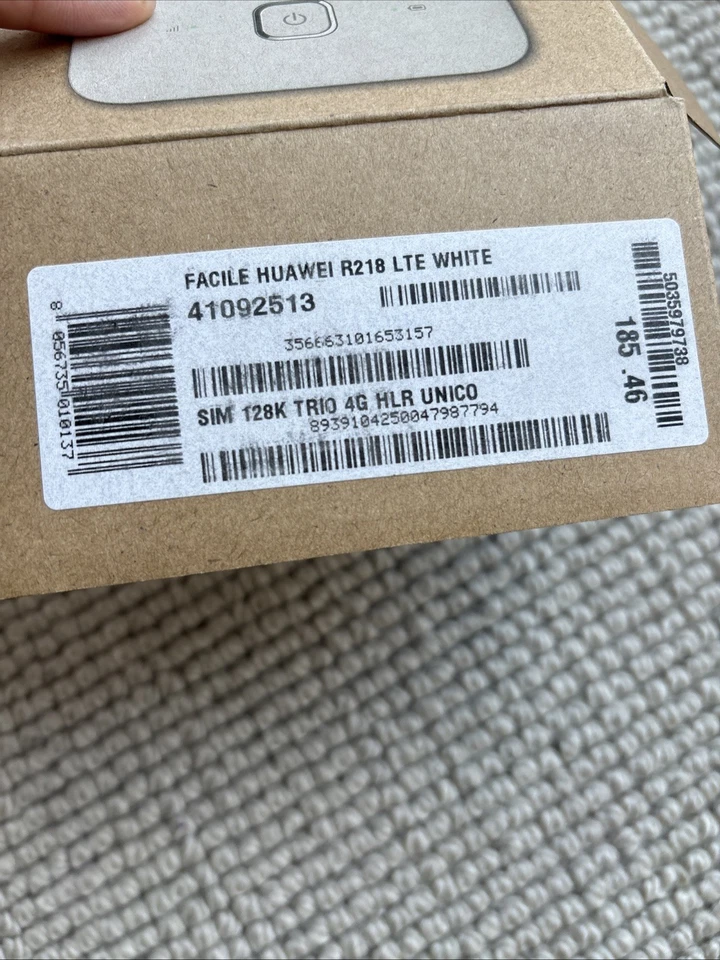 FACILE HUAWEI R218 LTE WHITE
41092513
356663101653157
SIM 128K TRIO 4G HLR UNICO
8939104250047987794
8 056735 010137
5035979738
185 .46